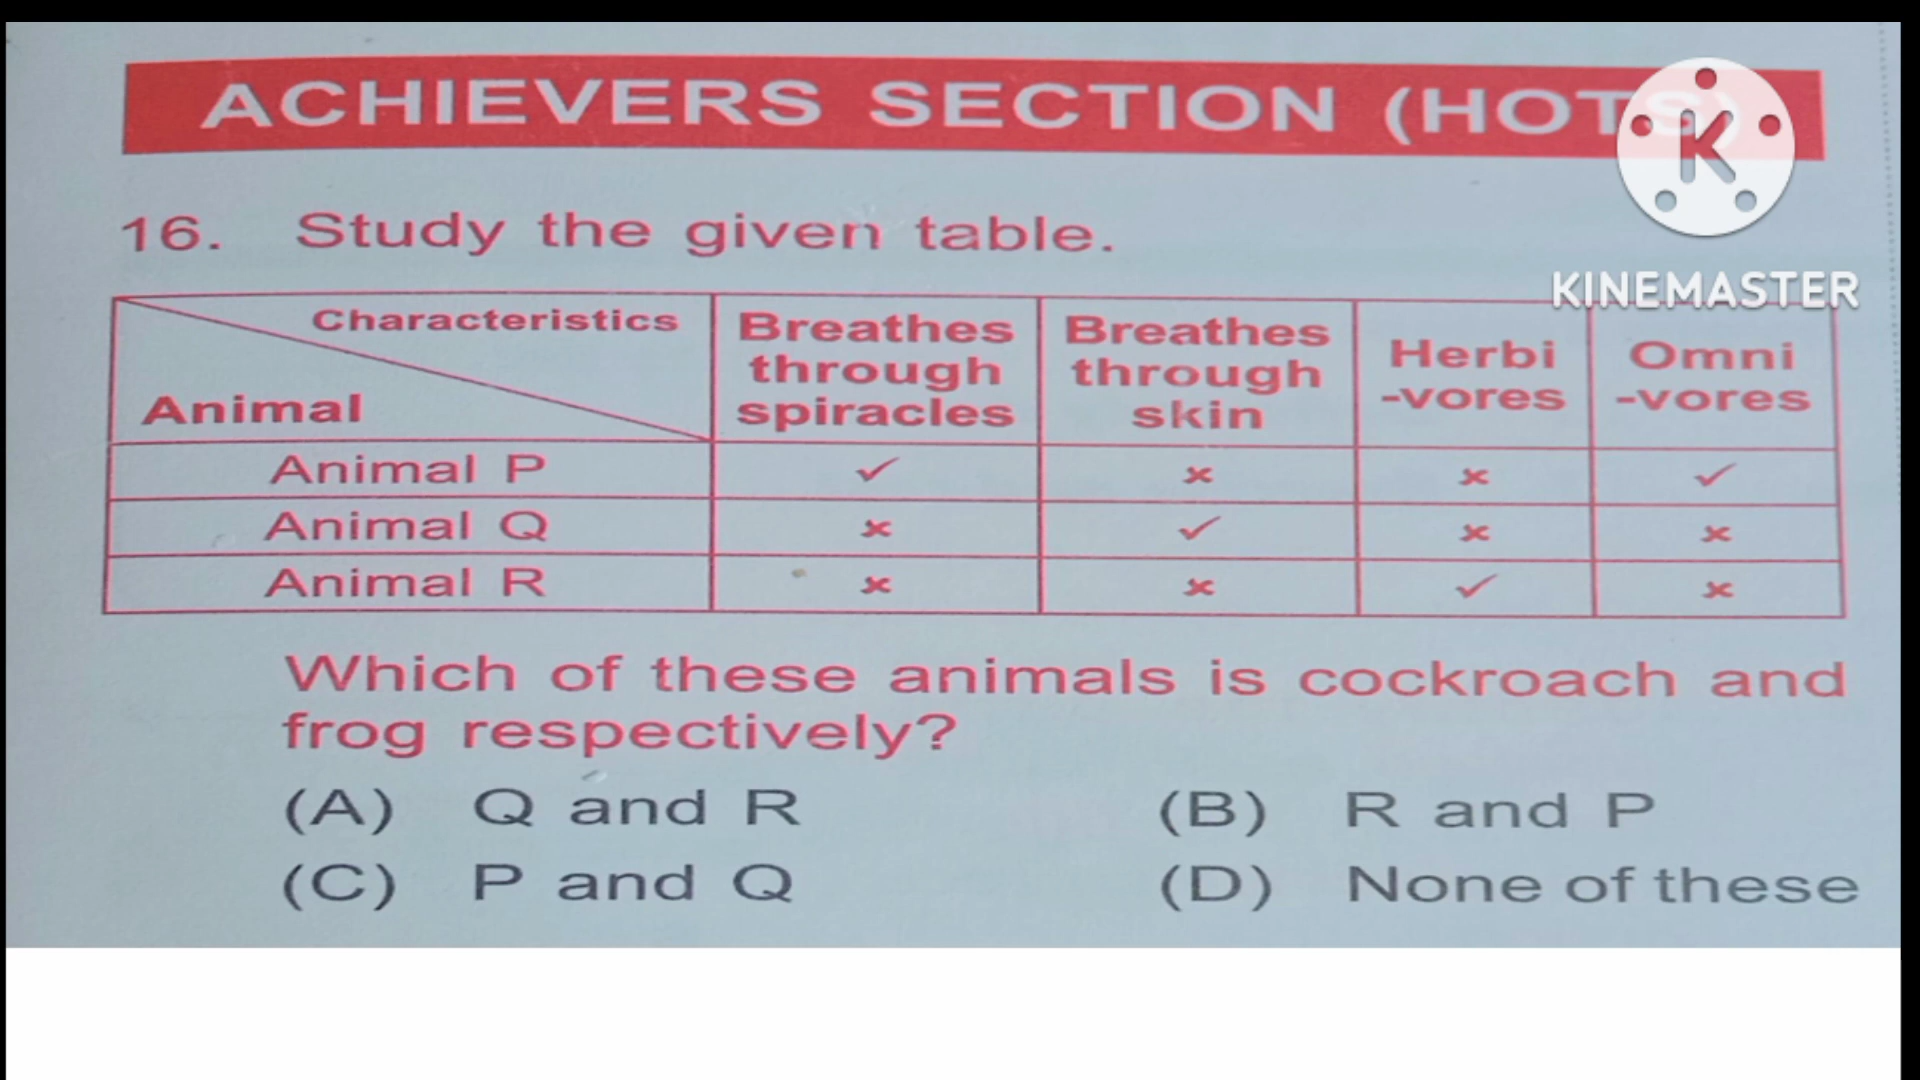 ACHIEVERS SECTION (HOTS)
K
KINEMASTER
16. Study the given table.
Characteristics
Animal
Breathes through spiracles
Breathes through skin
Herbi -vores
Omni -vores
Animal P ✓ × × ✓
Animal Q × ✓ × ×
Animal R × × ✓ ×
Which of these animals is cockroach and
frog respectively?
(A) Q and R (B) R and P
(C) P and Q (D) None of these